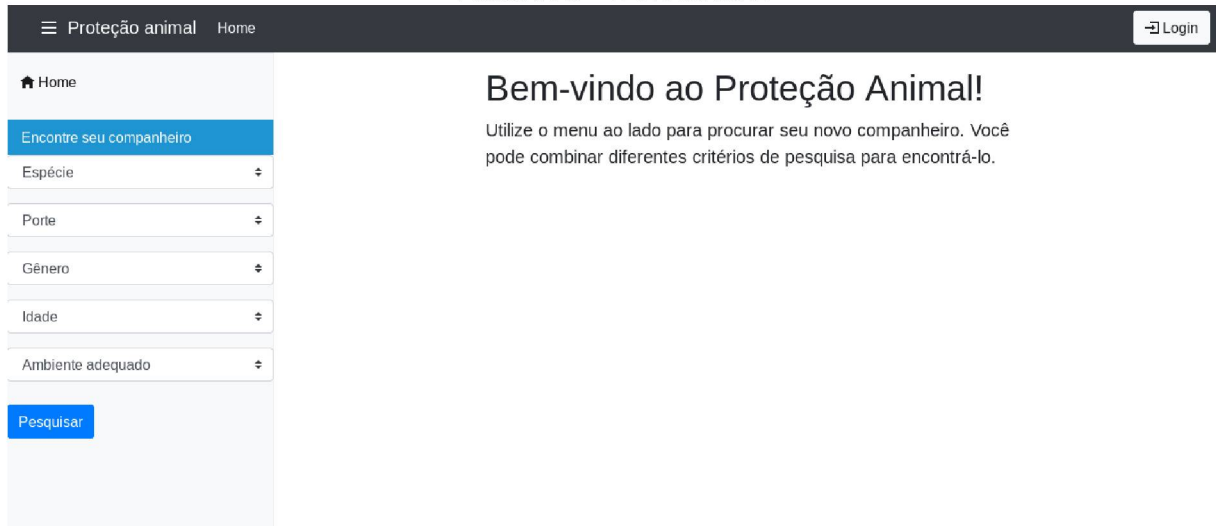 Proteção animal Home Login
Home
Bem-vindo ao Proteção Animal!
Utilize o menu ao lado para procurar seu novo companheiro. Você
pode combinar diferentes critérios de pesquisa para encontrá-lo.
Encontre seu companheiro
Espécie
Porte
Gênero
Idade
Ambiente adequado
Pesquisar